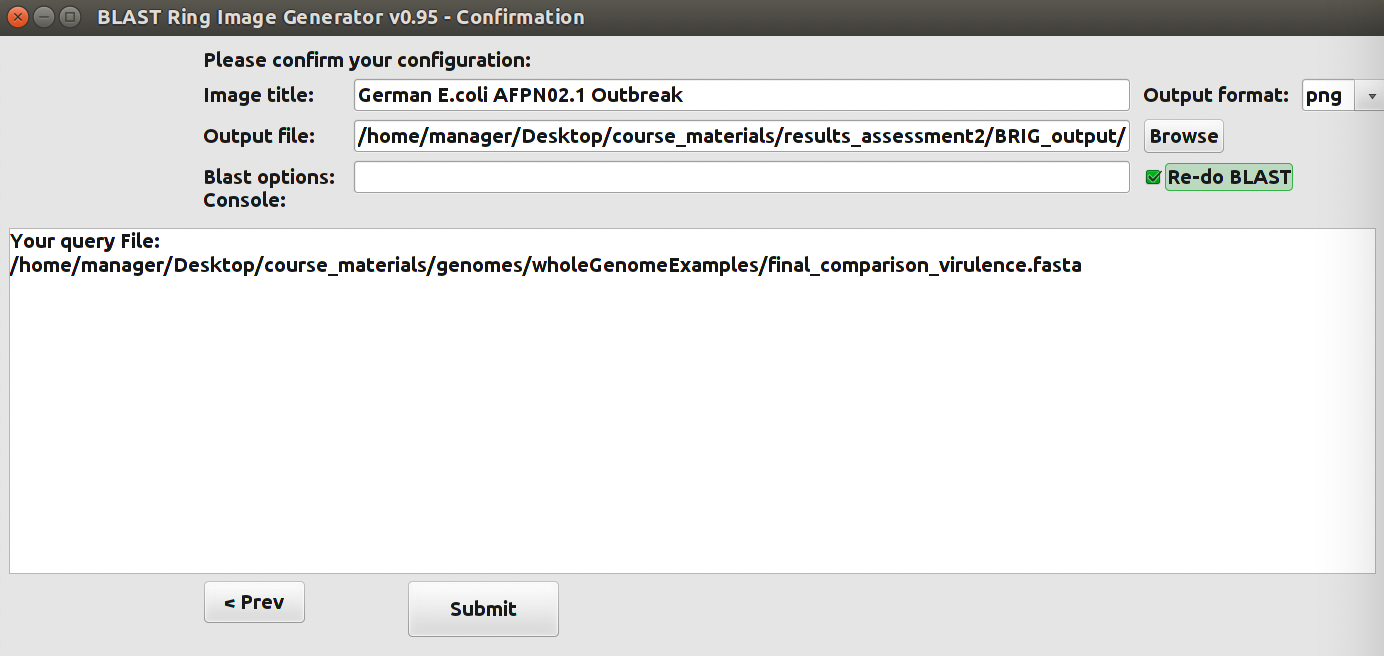 BLAST Ring Image Generator v0.95 - Confirmation
Please confirm your configuration:
Image title: German E.coli AFPN02.1 Outbreak Output format: png
Output file: /home/manager/Desktop/course_materials/results_assessment2/BRIG_output/ Browse
Blast options: Re-do BLAST
Console:
Your query File:
/home/manager/Desktop/course_materials/genomes/wholeGenomeExamples/final_comparison_virulence.fasta
< Prev Submit